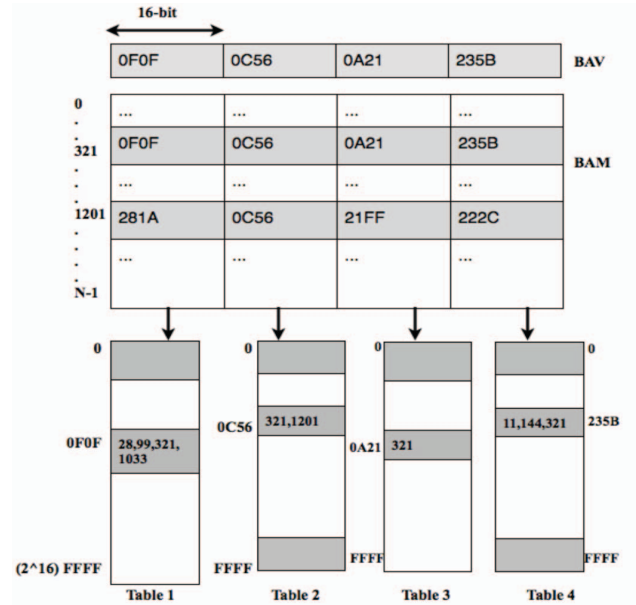 16-bit
0F0F 0C56 0A21 235B BAV
0 ... ... ... ...
.
.
321 0F0F 0C56 0A21 235B BAM
.
. ... ... ... ...
.
.
1201 281A 0C56 21FF 222C
.
. ... ... ... ...
.
.
N-1
0 0 0 0
0F0F 28,99,321,
1033
0C56 321,1201
0A21 321
11,144,321 235B
(2^16) FFFF FFFF FFFF FFFF
Table 1 Table 2 Table 3 Table 4